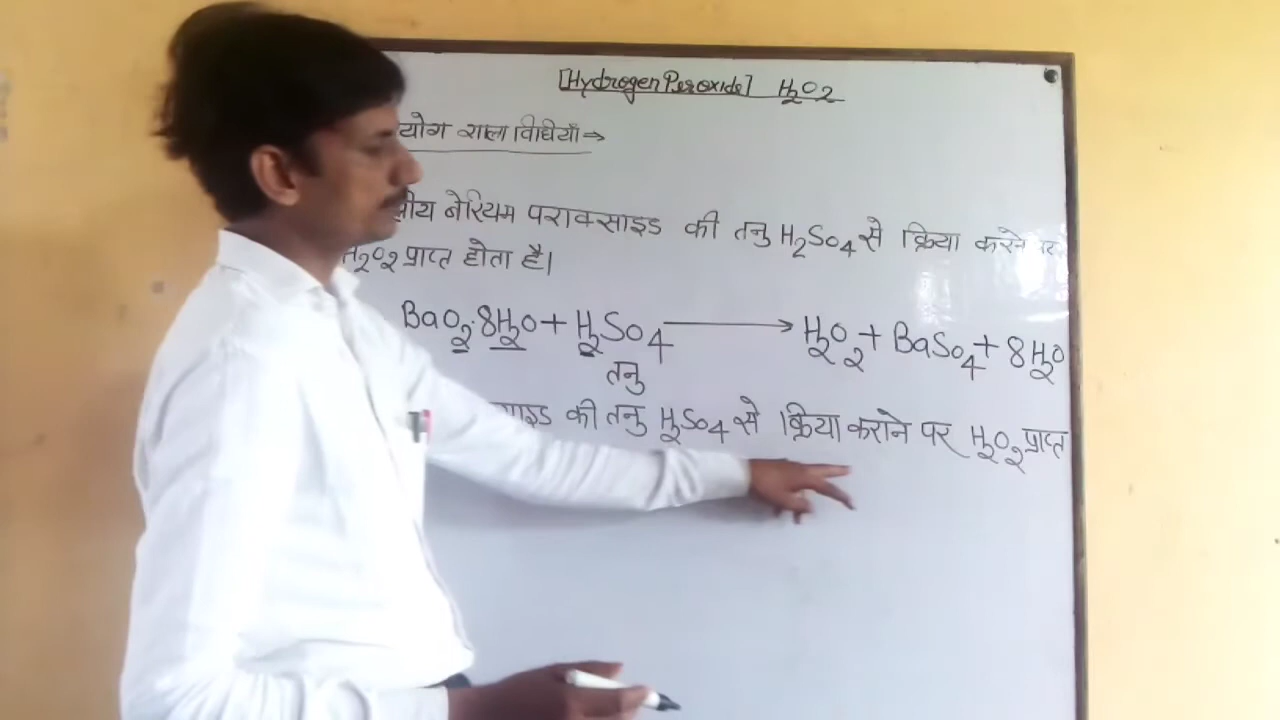 [Hydrogen Peroxide] H2O2
योग शाला विधियाँ→
बेरियम पराक्साइड की तनु H2So4 से क्रिया कराने पर
H2O2 प्राप्त होता है।
BaO2·8H2O + H2So4 ⟶ H2O2 + BaSo4 + 8H2O
तनु
की तनु H2So4 से क्रिया कराने पर H2O2 प्राप्त